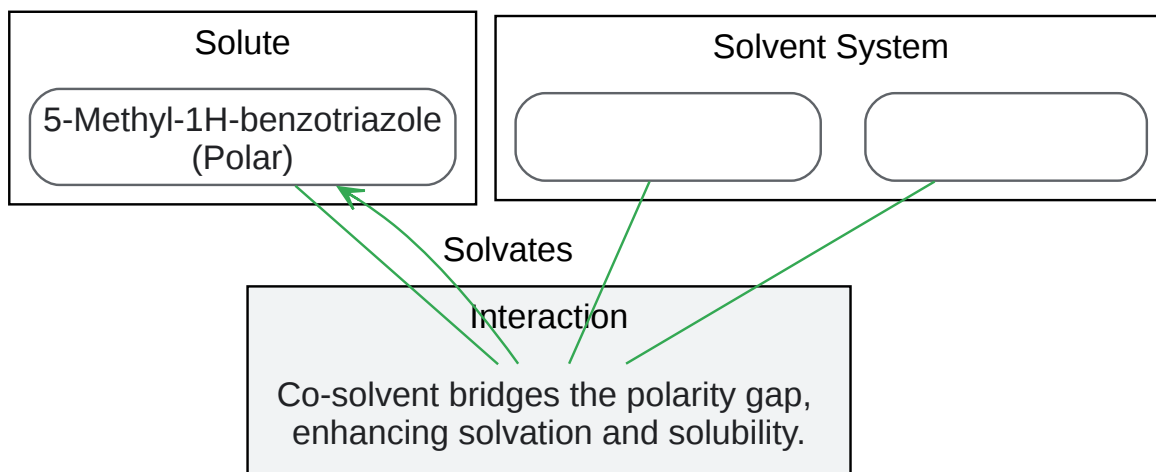 Solute
5-Methyl-1H-benzotriazole
(Polar)
Solvent System
Solvates
Interaction
Co-solvent bridges the polarity gap,
enhancing solvation and solubility.